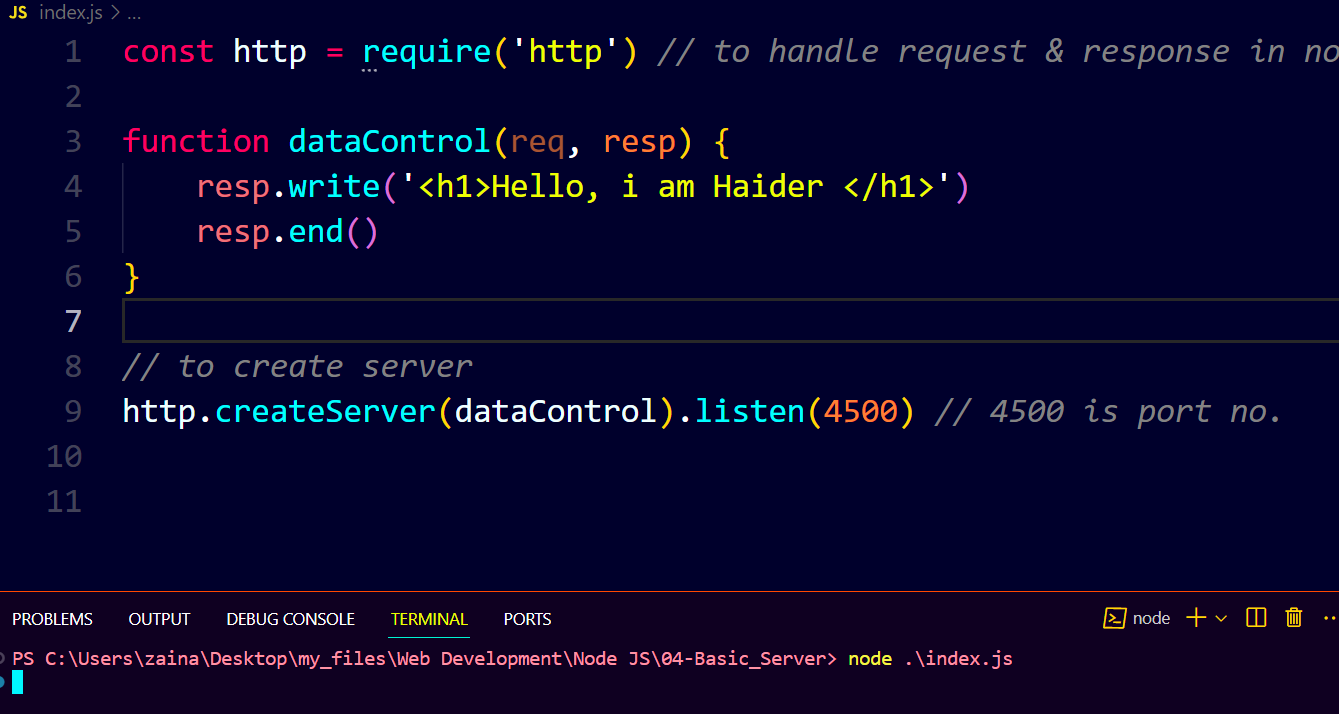 JS index.js > ...
1 const http = require('http') // to handle request & response in no
2
3 function dataControl(req, resp) {
4 resp.write('<h1>Hello, i am Haider </h1>')
5 resp.end()
6 }
7
8 // to create server
9 http.createServer(dataControl).listen(4500) // 4500 is port no.
10
11
PROBLEMS OUTPUT DEBUG CONSOLE TERMINAL PORTS node
PS C:\Users\zaina\Desktop\my_files\Web Development\Node JS\04-Basic_Server> node .\index.js